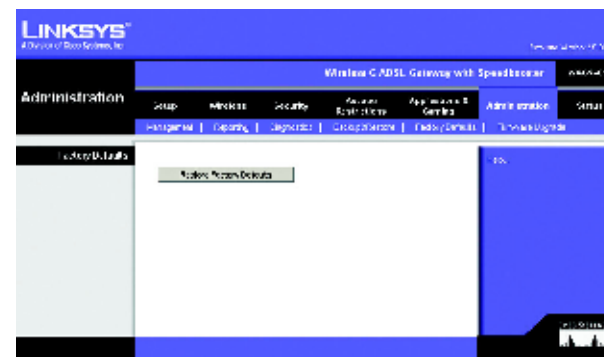 LINKSYS®
A Division of Cisco Systems, Inc.
Wireless-G ADSL Gateway with Speedbooster
Administration
Setup
Wireless
Security
Access Restrictions
Applications & Gaming
Administration
Status
Management | Reporting | Diagnostics | Backup&Restore | Factory Defaults | Firmware Upgrade
Factory Defaults
Restore Factory Defaults